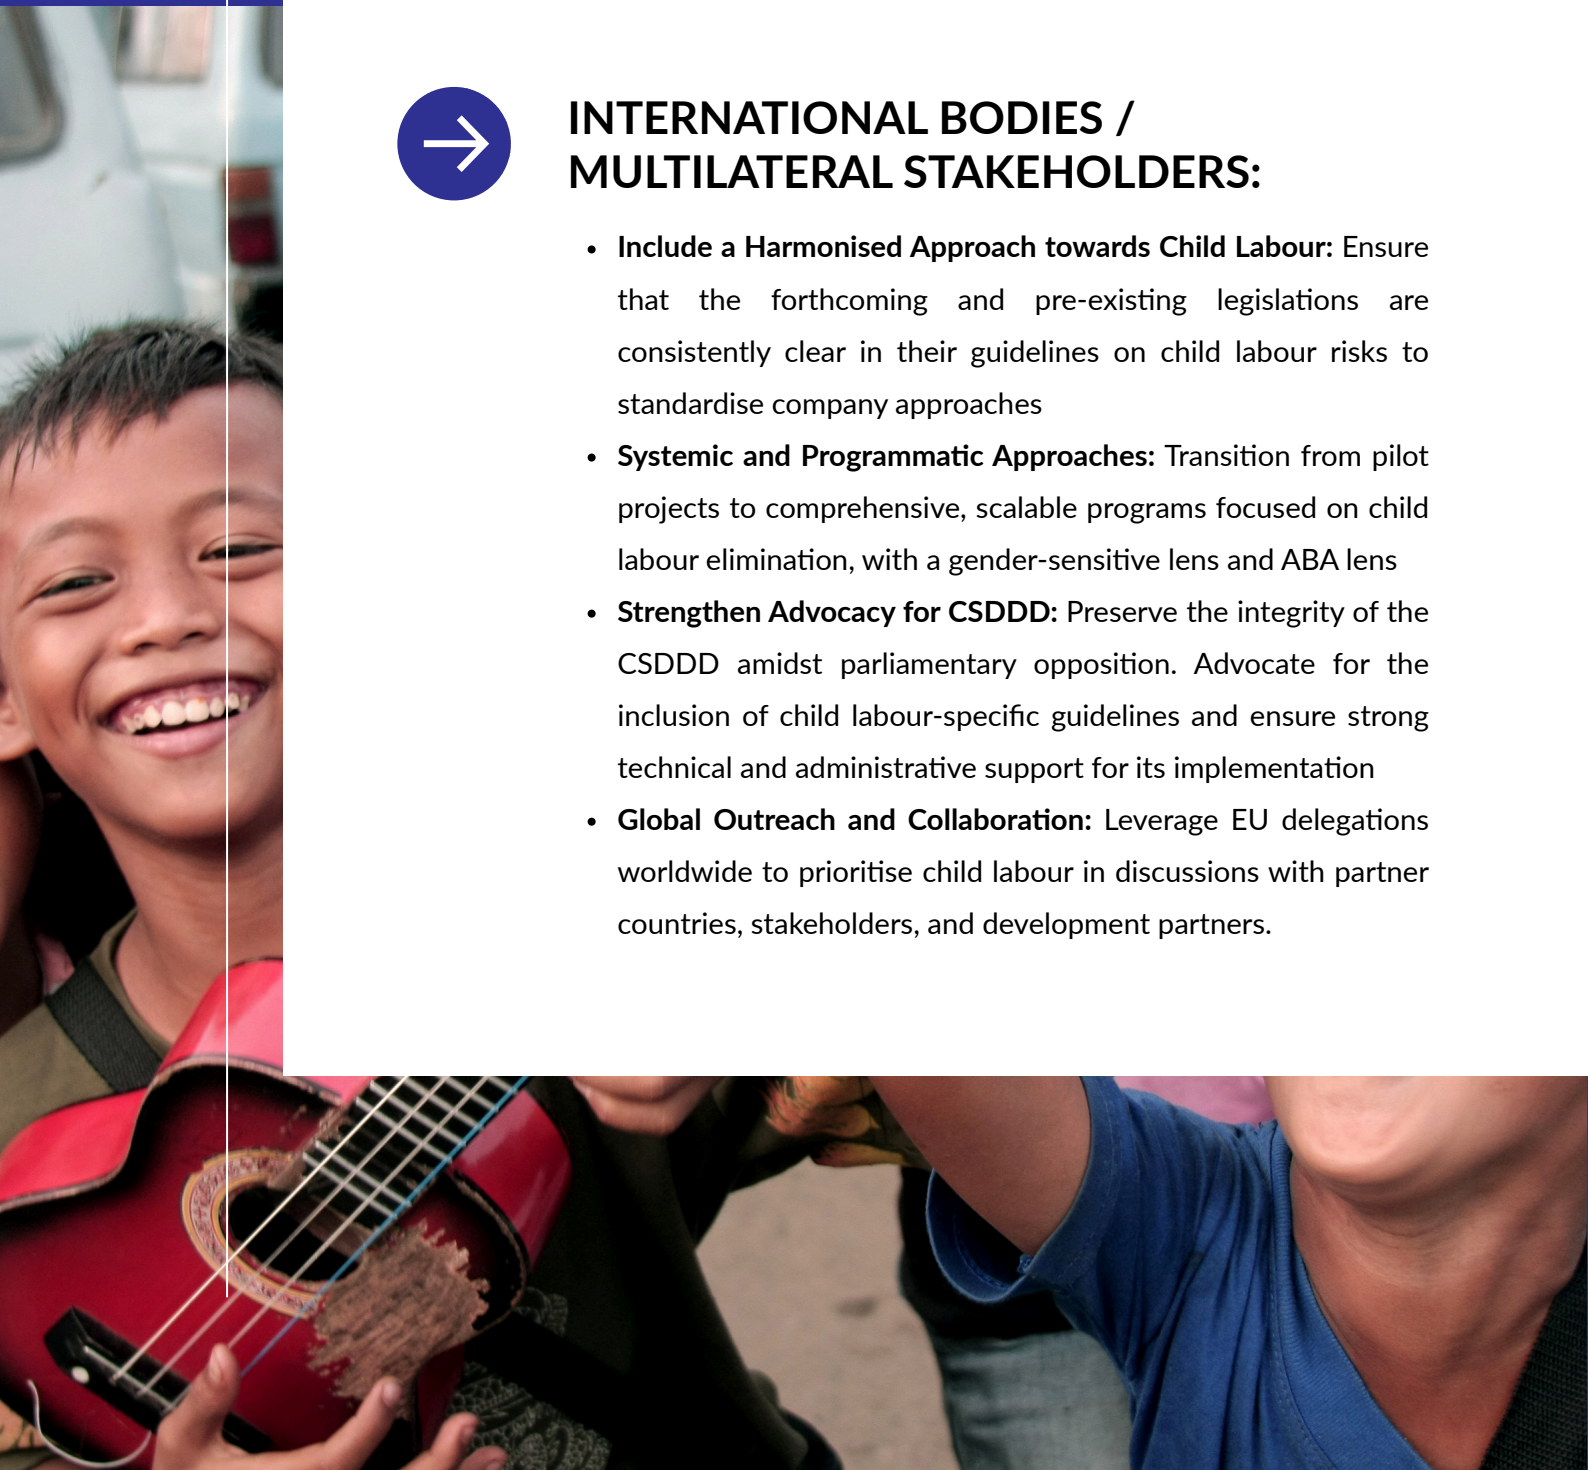 INTERNATIONAL BODIES /
MULTILATERAL STAKEHOLDERS:
• Include a Harmonised Approach towards Child Labour: Ensure
that the forthcoming and pre-existing legislations are
consistently clear in their guidelines on child labour risks to
standardise company approaches
• Systemic and Programmatic Approaches: Transition from pilot
projects to comprehensive, scalable programs focused on child
labour elimination, with a gender-sensitive lens and ABA lens
• Strengthen Advocacy for CSDDD: Preserve the integrity of the
CSDDD amidst parliamentary opposition. Advocate for the
inclusion of child labour-specific guidelines and ensure strong
technical and administrative support for its implementation
• Global Outreach and Collaboration: Leverage EU delegations
worldwide to prioritise child labour in discussions with partner
countries, stakeholders, and development partners.